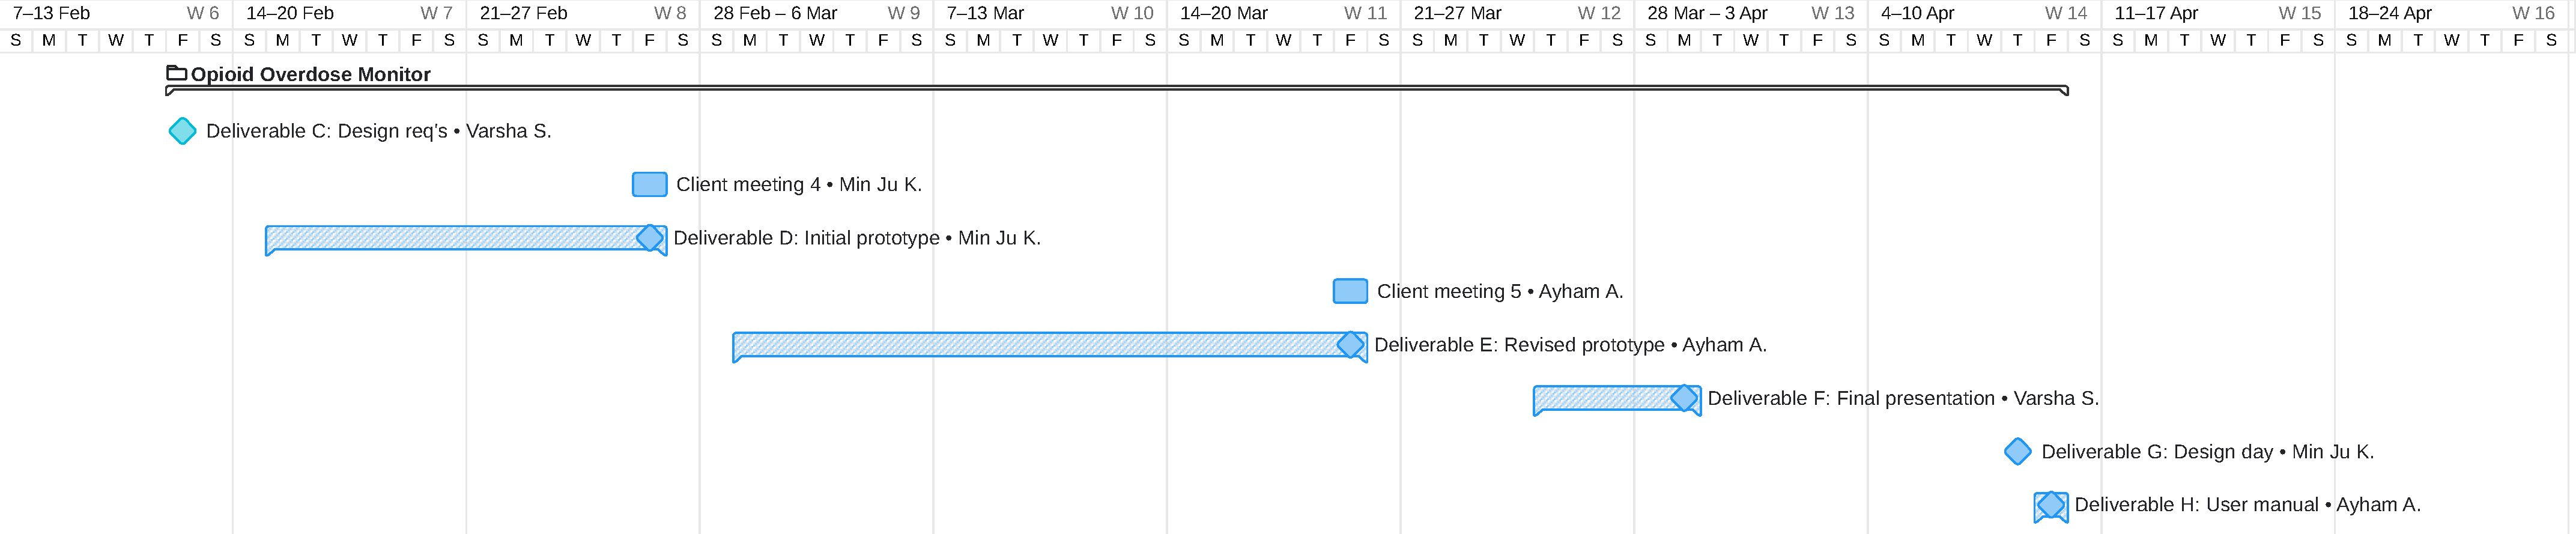 7–13 Feb W 6 14–20 Feb W 7 21–27 Feb W 8 28 Feb – 6 Mar W 9 7–13 Mar W 10 14–20 Mar W 11 21–27 Mar W 12 28 Mar – 3 Apr W 13 4–10 Apr W 14 11–17 Apr W 15 18–24 Apr W 16
S M T W T F S S M T W T F S S M T W T F S S M T W T F S S M T W T F S S M T W T F S S M T W T F S S M T W T F S S M T W T F S S M T W T F S S M T W T F S
Opioid Overdose Monitor
Deliverable C: Design req's • Varsha S.
Client meeting 4 • Min Ju K.
Deliverable D: Initial prototype • Min Ju K.
Client meeting 5 • Ayham A.
Deliverable E: Revised prototype • Ayham A.
Deliverable F: Final presentation • Varsha S.
Deliverable G: Design day • Min Ju K.
Deliverable H: User manual • Ayham A.